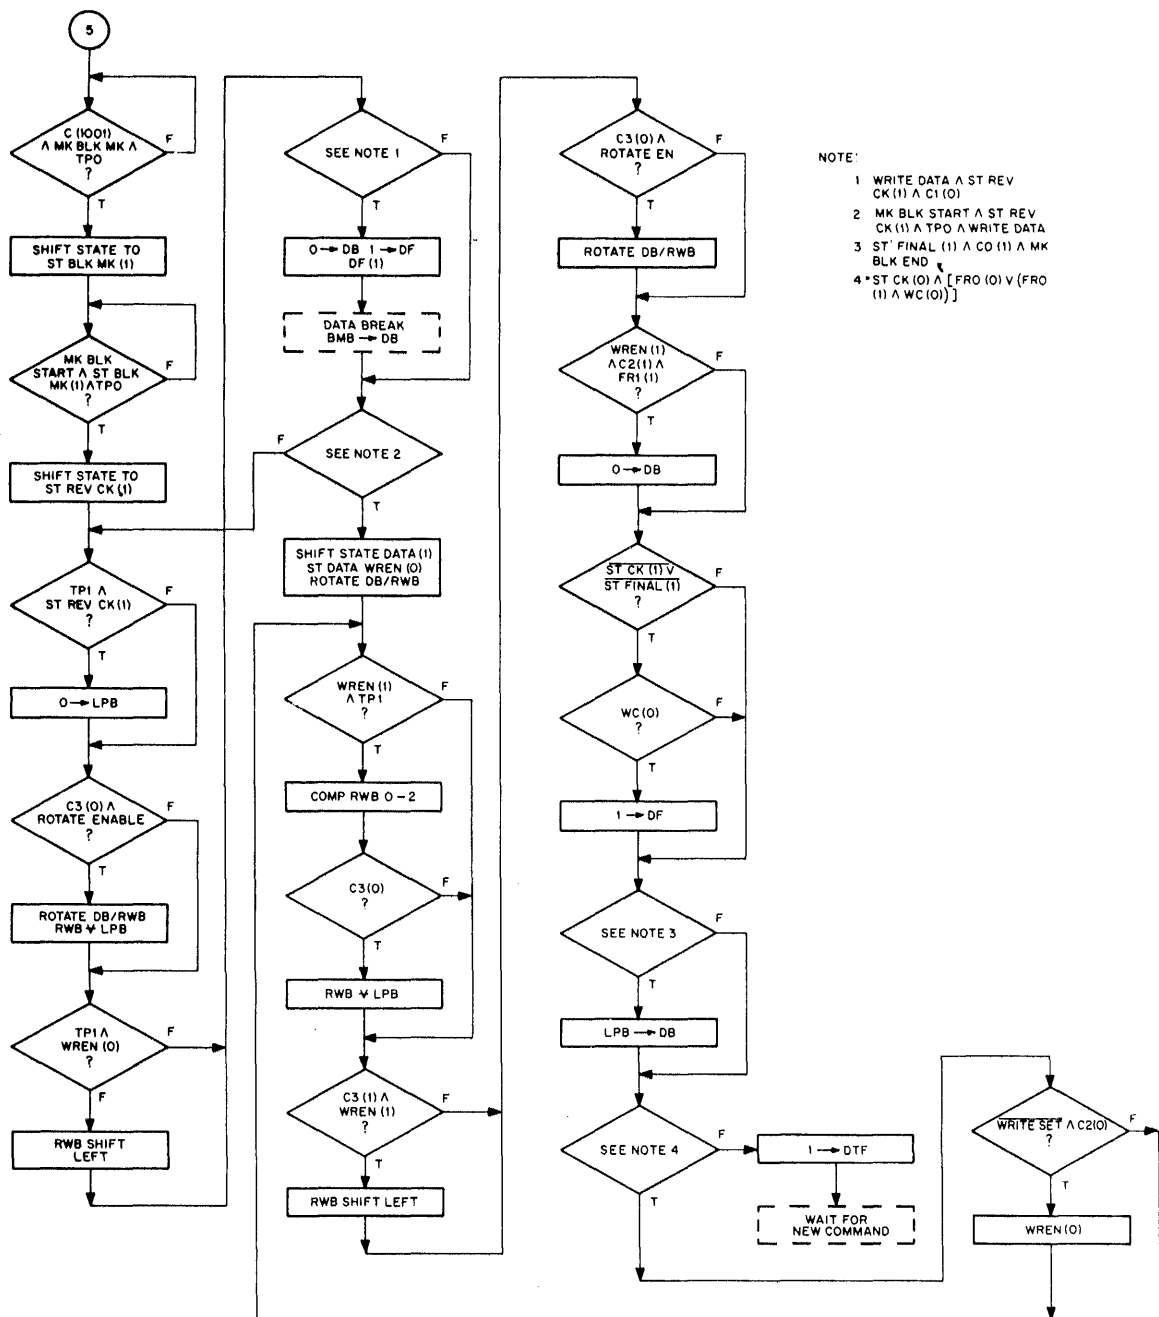 5
C(1001)
Λ MK BLK MK Λ
TPO
?
F
T
SHIFT STATE TO
ST BLK MK(1)
MK BLK
START Λ ST BLK
MK(1)ΛTPO
?
F
T
SHIFT STATE TO
ST REV CK(1)
TP1 Λ
ST REV CK(1)
?
F
T
0→LPB
C3(0) Λ
ROTATE ENABLE
?
F
T
ROTATE DB/RWB
RWB ⊻ LPB
TP1 Λ
WREN (0)
?
F
F
RWB SHIFT
LEFT
SEE NOTE 1
F
T
0→DB 1→DF
DF(1)
DATA BREAK
BMB→DB
SEE NOTE 2
F
T
SHIFT STATE DATA(1)
ST DATA WREN(0)
ROTATE DB/RWB
WREN(1)
Λ TP1
?
F
T
COMP RWB 0-2
C3(0)
?
F
T
RWB ⊻ LPB
C3(1) Λ
WREN(1)
?
F
T
RWB SHIFT LEFT
C3(0) Λ
ROTATE EN
?
F
T
ROTATE DB/RWB
WREN(1)
ΛC2(1)Λ
FR1(1)
?
F
T
0→DB
ST CK(1) V
ST FINAL(1)
?
F
T
WC(0)
?
F
T
1→DF
SEE NOTE 3
F
T
LPB→DB
SEE NOTE 4
F
T
1→DTF
WAIT FOR
NEW COMMAND
WRITE SET Λ C2(0)
?
F
T
WREN(0)
NOTE:
1 WRITE DATA Λ ST REV
CK(1) Λ C1(0)
2 MK BLK START Λ ST REV
CK(1) Λ TPO Λ WRITE DATA
3 ST FINAL (1) Λ CO(1) Λ MK
BLK END
4 ST CK(0) Λ [FRO(0) V (FRO
(1) Λ WC(0))]